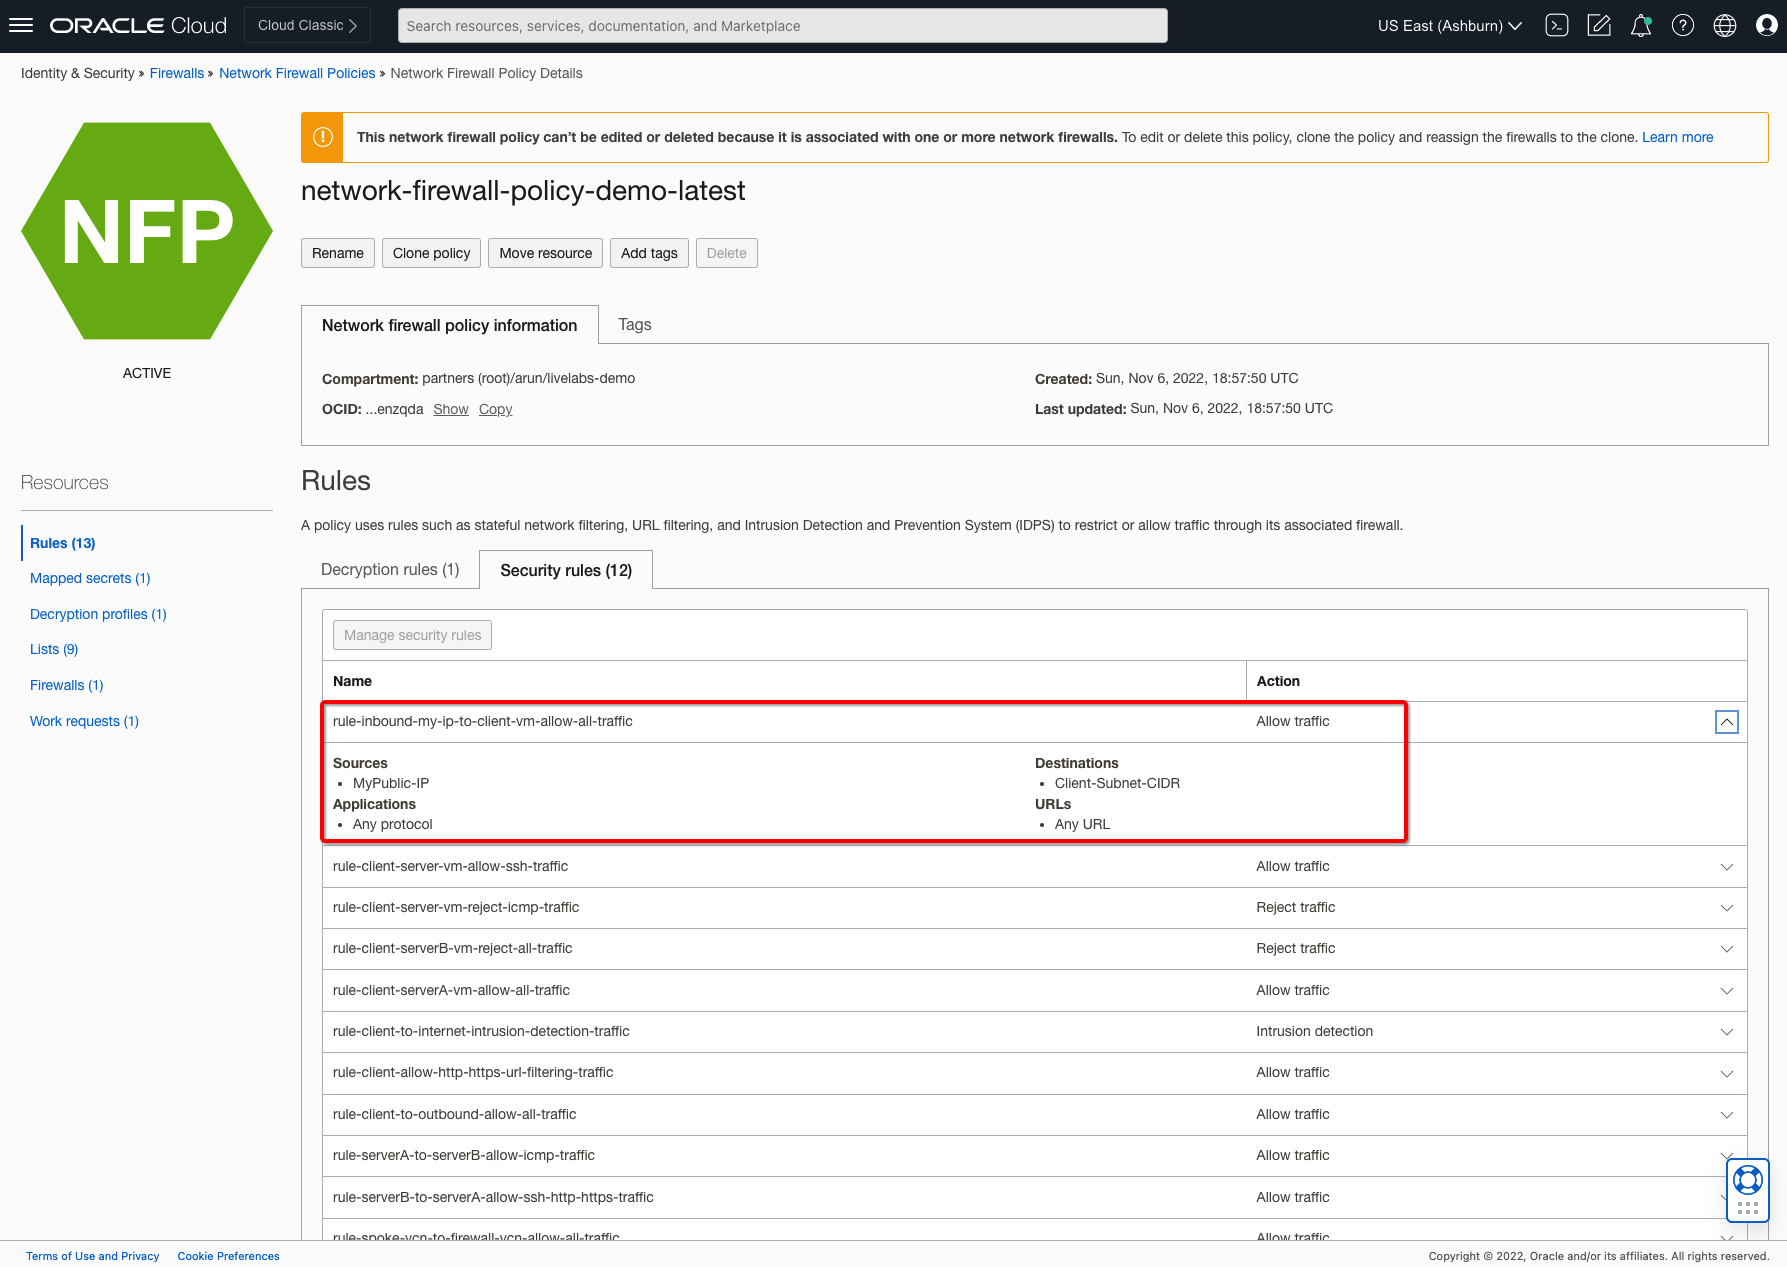 ORACLE Cloud
Cloud Classic
Search resources, services, documentation, and Marketplace
US East (Ashburn)
Identity & Security » Firewalls » Network Firewall Policies » Network Firewall Policy Details
NFP
ACTIVE
This network firewall policy can't be edited or deleted because it is associated with one or more network firewalls. To edit or delete this policy, clone the policy and reassign the firewalls to the clone. Learn more
network-firewall-policy-demo-latest
Rename Clone policy Move resource Add tags Delete
Network firewall policy information Tags
Compartment: partners (root)/arun/livelabs-demo
OCID: ...enzqda Show Copy
Created: Sun, Nov 6, 2022, 18:57:50 UTC
Last updated: Sun, Nov 6, 2022, 18:57:50 UTC
Resources
Rules (13)
Mapped secrets (1)
Decryption profiles (1)
Lists (9)
Firewalls (1)
Work requests (1)
Rules
A policy uses rules such as stateful network filtering, URL filtering, and Intrusion Detection and Prevention System (IDPS) to restrict or allow traffic through its associated firewall.
Decryption rules (1) Security rules (12)
Manage security rules
Name Action
rule-inbound-my-ip-to-client-vm-allow-all-traffic Allow traffic
Sources
• MyPublic-IP
Applications
• Any protocol
Destinations
• Client-Subnet-CIDR
URLs
• Any URL
rule-client-server-vm-allow-ssh-traffic Allow traffic
rule-client-server-vm-reject-icmp-traffic Reject traffic
rule-client-serverB-vm-reject-all-traffic Reject traffic
rule-client-serverA-vm-allow-all-traffic Allow traffic
rule-client-to-internet-intrusion-detection-traffic Intrusion detection
rule-client-allow-http-https-url-filtering-traffic Allow traffic
rule-client-to-outbound-allow-all-traffic Allow traffic
rule-serverA-to-serverB-allow-icmp-traffic Allow traffic
rule-serverB-to-serverA-allow-ssh-http-https-traffic Allow traffic
rule-spoke-vcn-to-firewall-vcn-allow-all-traffic Allow traffic
Terms of Use and Privacy Cookie Preferences
Copyright © 2022, Oracle and/or its affiliates. All rights reserved.